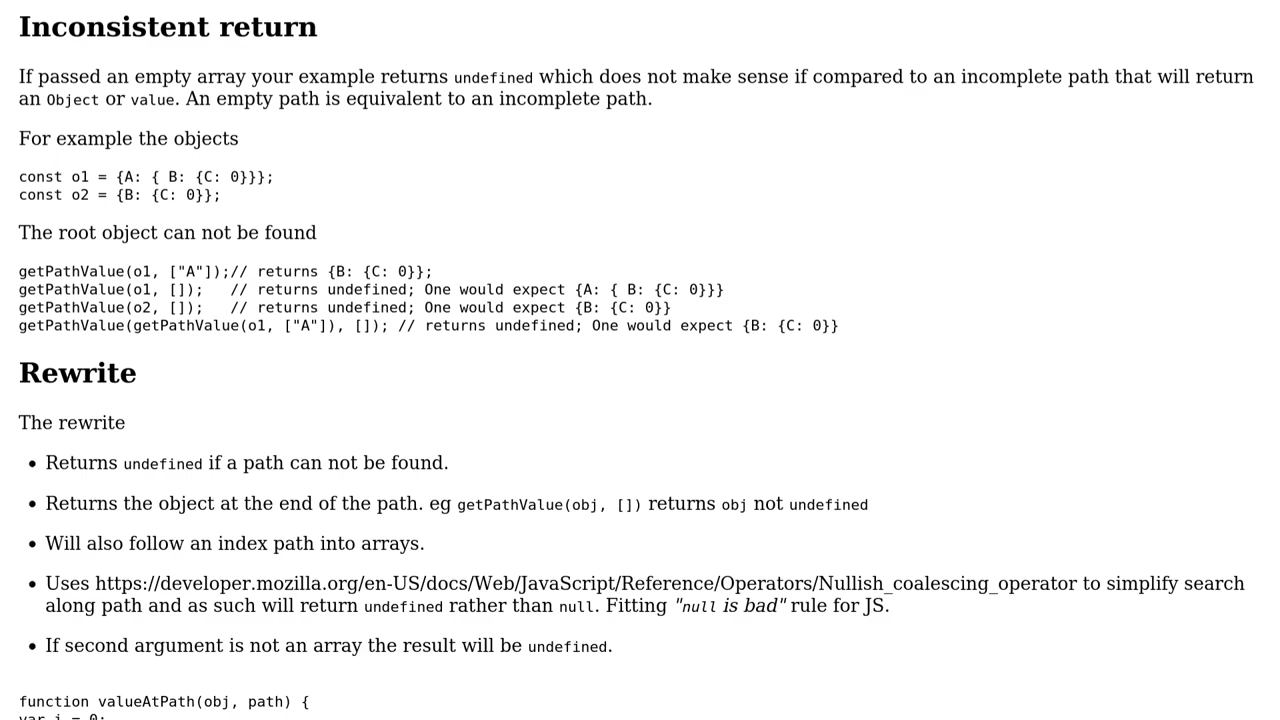 Inconsistent return
If passed an empty array your example returns undefined which does not make sense if compared to an incomplete path that will return
an Object or value. An empty path is equivalent to an incomplete path.
For example the objects
const o1 = {A: { B: {C: 0}}};
const o2 = {B: {C: 0}};
The root object can not be found
getPathValue(o1, ["A"]);// returns {B: {C: 0}};
getPathValue(o1, []);   // returns undefined; One would expect {A: { B: {C: 0}}}
getPathValue(o2, []);   // returns undefined; One would expect {B: {C: 0}}
getPathValue(getPathValue(o1, ["A"]), []); // returns undefined; One would expect {B: {C: 0}}
Rewrite
The rewrite
• Returns undefined if a path can not be found.
• Returns the object at the end of the path. eg getPathValue(obj, []) returns obj not undefined
• Will also follow an index path into arrays.
• Uses https://developer.mozilla.org/en-US/docs/Web/JavaScript/Reference/Operators/Nullish_coalescing_operator to simplify search
along path and as such will return undefined rather than null. Fitting "null is bad" rule for JS.
• If second argument is not an array the result will be undefined.
function valueAtPath(obj, path) {
var i = 0;